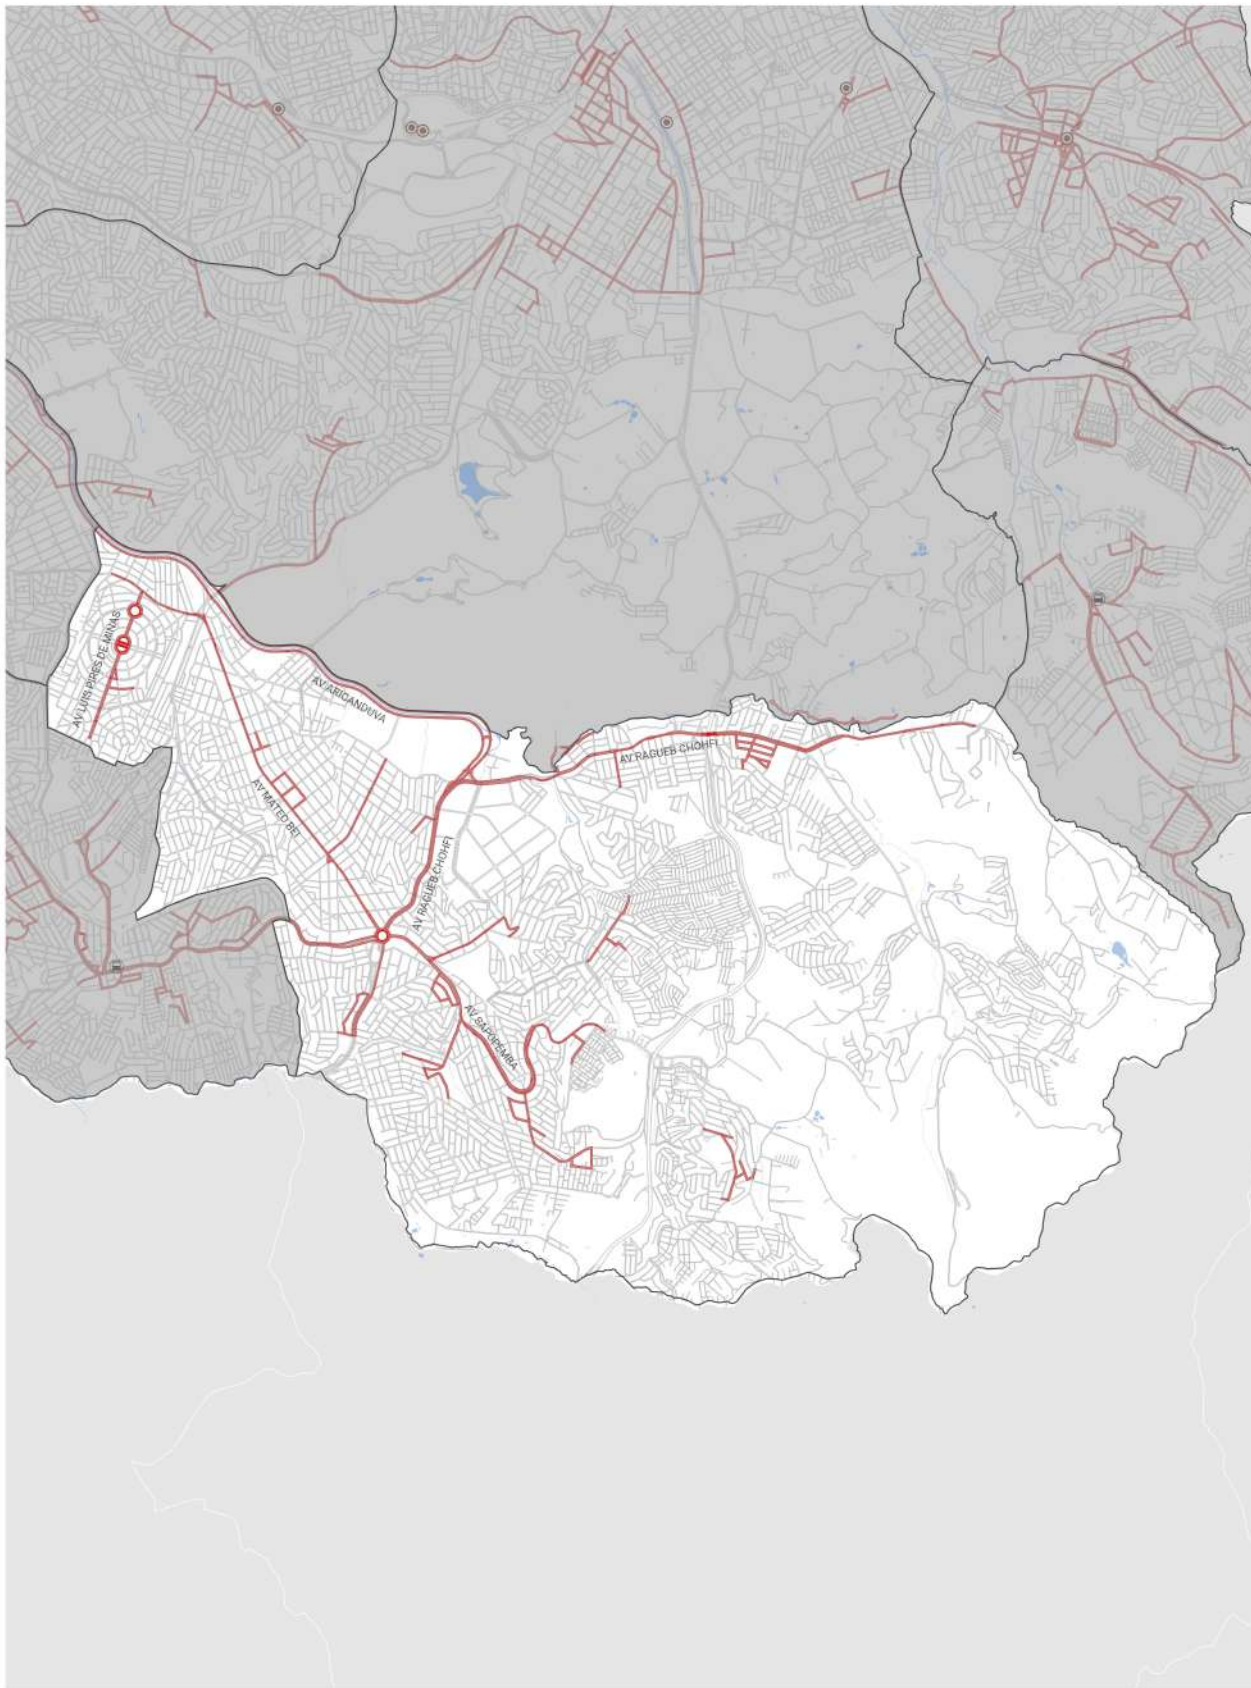 AV LUIS PIRES DE MINAS
AV ARICANDUVA
AV RAGUEB CHOHFI
AV MATEO BEI
AV RAGUEB CHOHFI
AV SAPOPEMBA